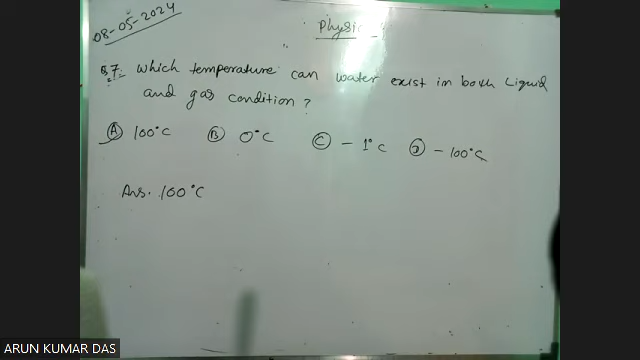 08-05-2024
Physics
Q7. Which temperature can water exist in both Liquid
and gas condition?
(A) 100°C (B) 0°C (C) -1°C (D) -100°C
Ans. 100°C
ARUN KUMAR DAS